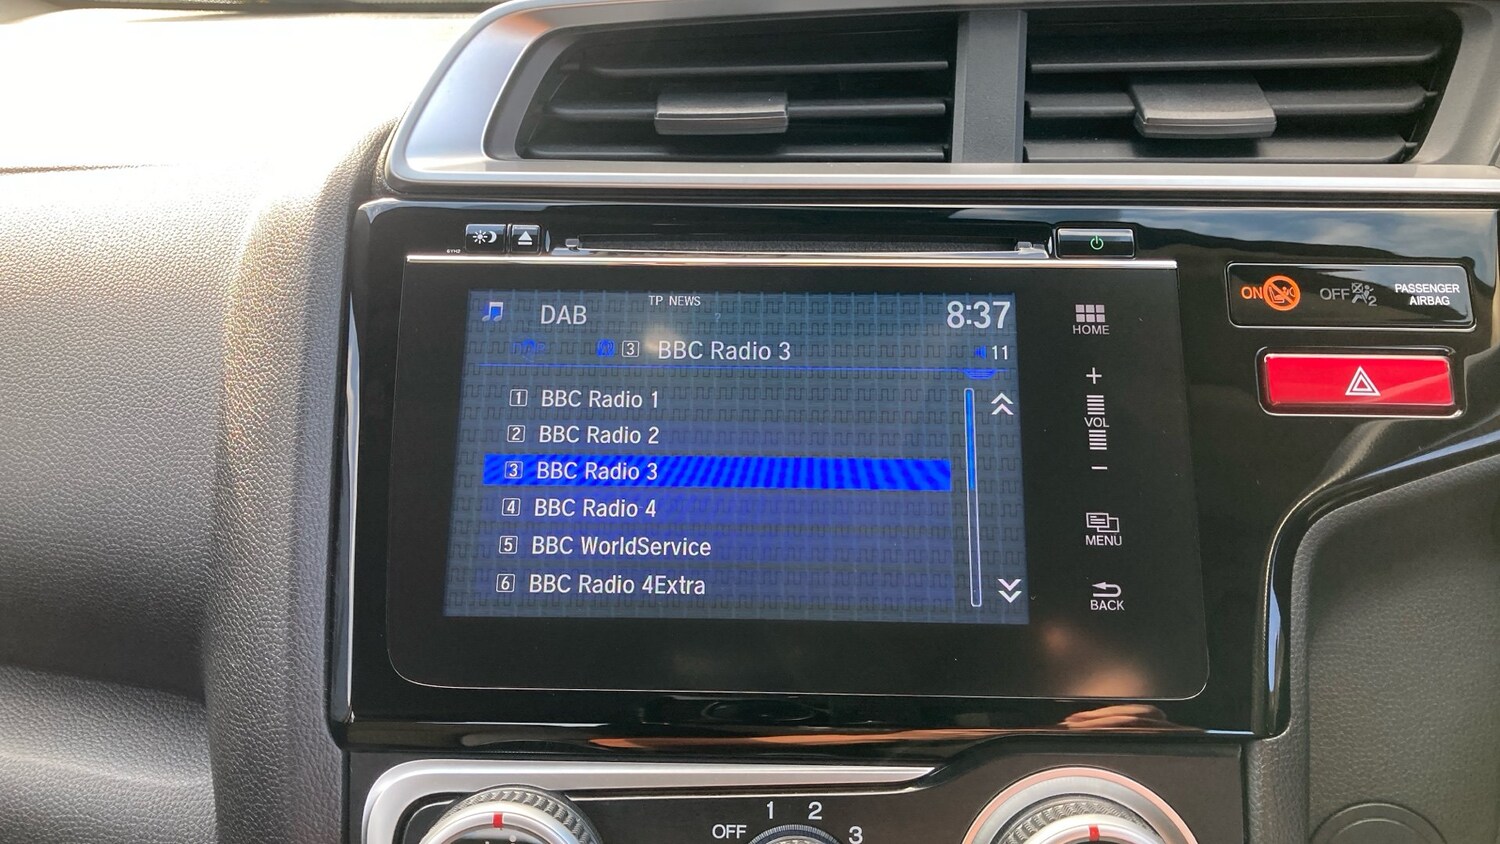 TP NEWS
DAB
8:37
3 BBC Radio 3
11
1 BBC Radio 1
2 BBC Radio 2
3 BBC Radio 3
4 BBC Radio 4
5 BBC WorldService
6 BBC Radio 4Extra
HOME
+
VOL
−
MENU
BACK
ON
OFF
2
PASSENGER
AIRBAG
OFF 1 2 3